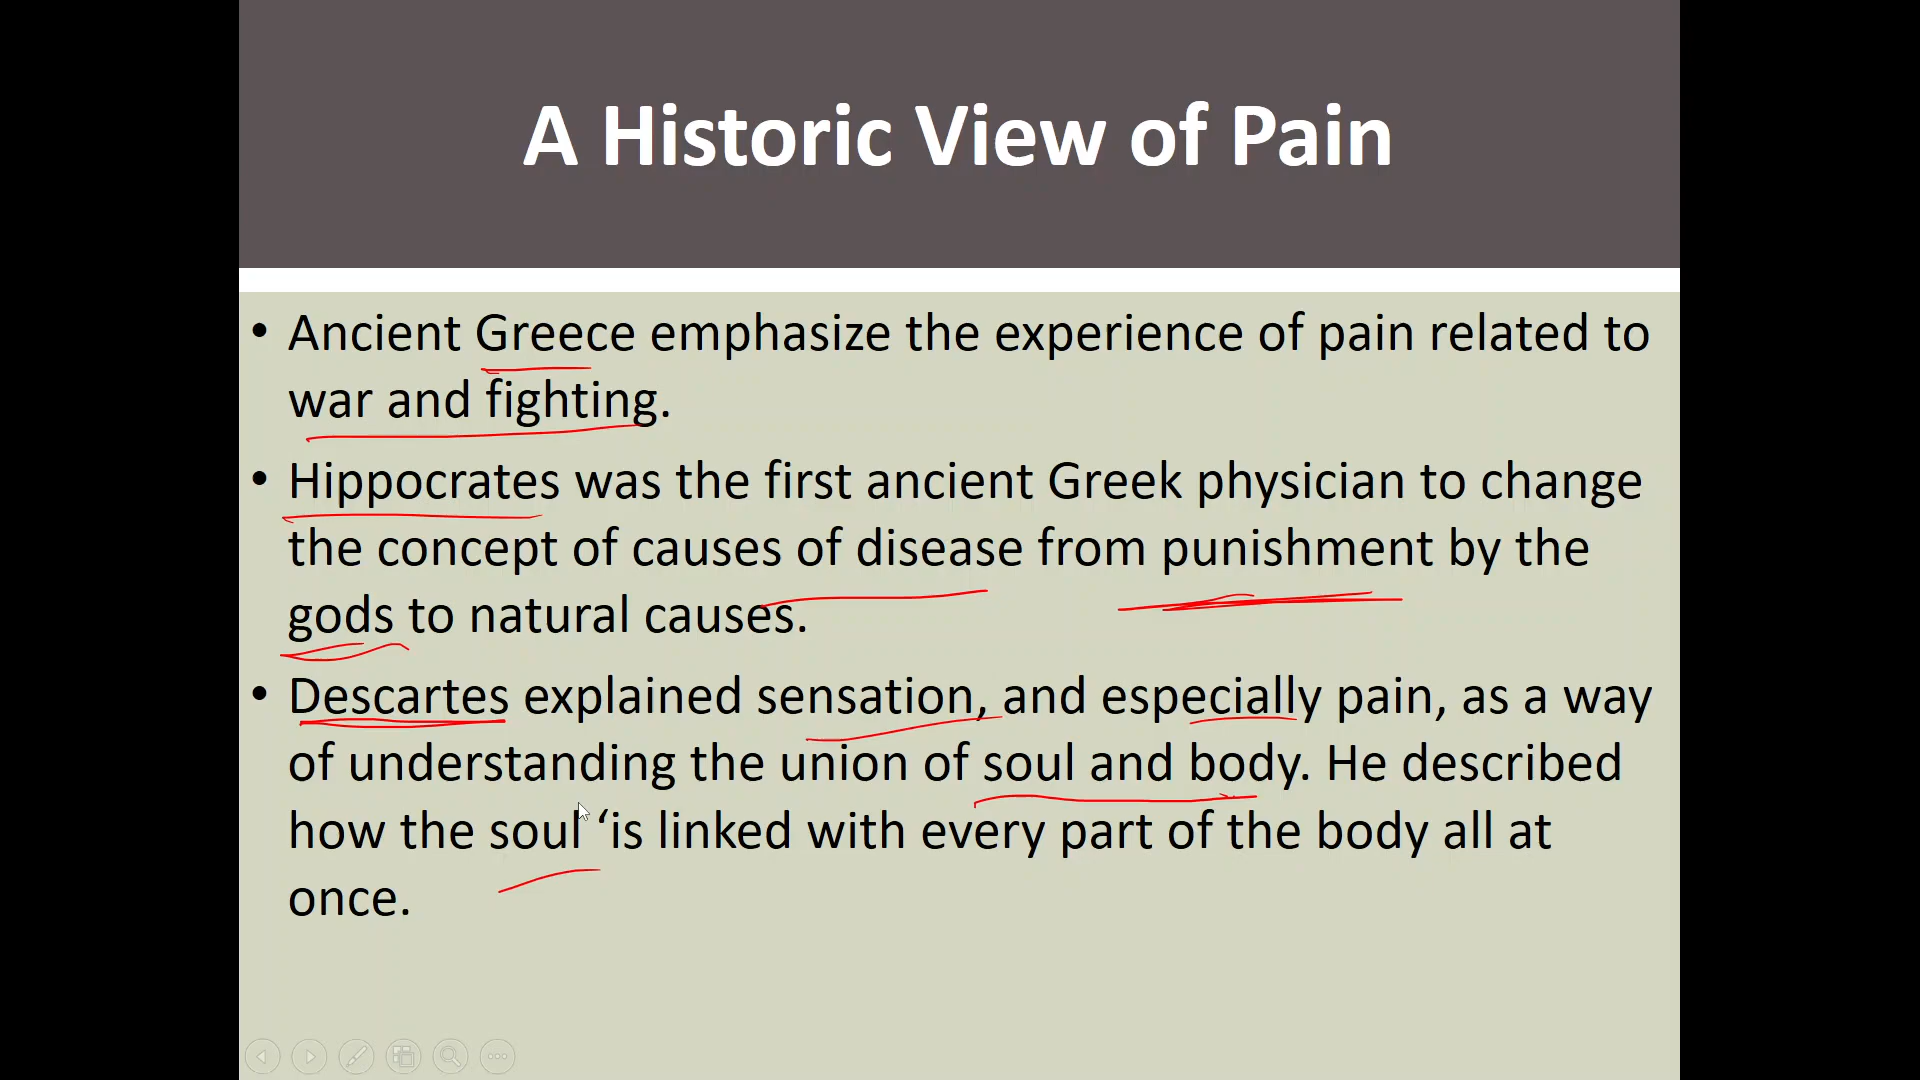 A Historic View of Pain
• Ancient Greece emphasize the experience of pain related to
war and fighting.
• Hippocrates was the first ancient Greek physician to change
the concept of causes of disease from punishment by the
gods to natural causes.
• Descartes explained sensation, and especially pain, as a way
of understanding the union of soul and body. He described
how the soul ‘is linked with every part of the body all at
once.